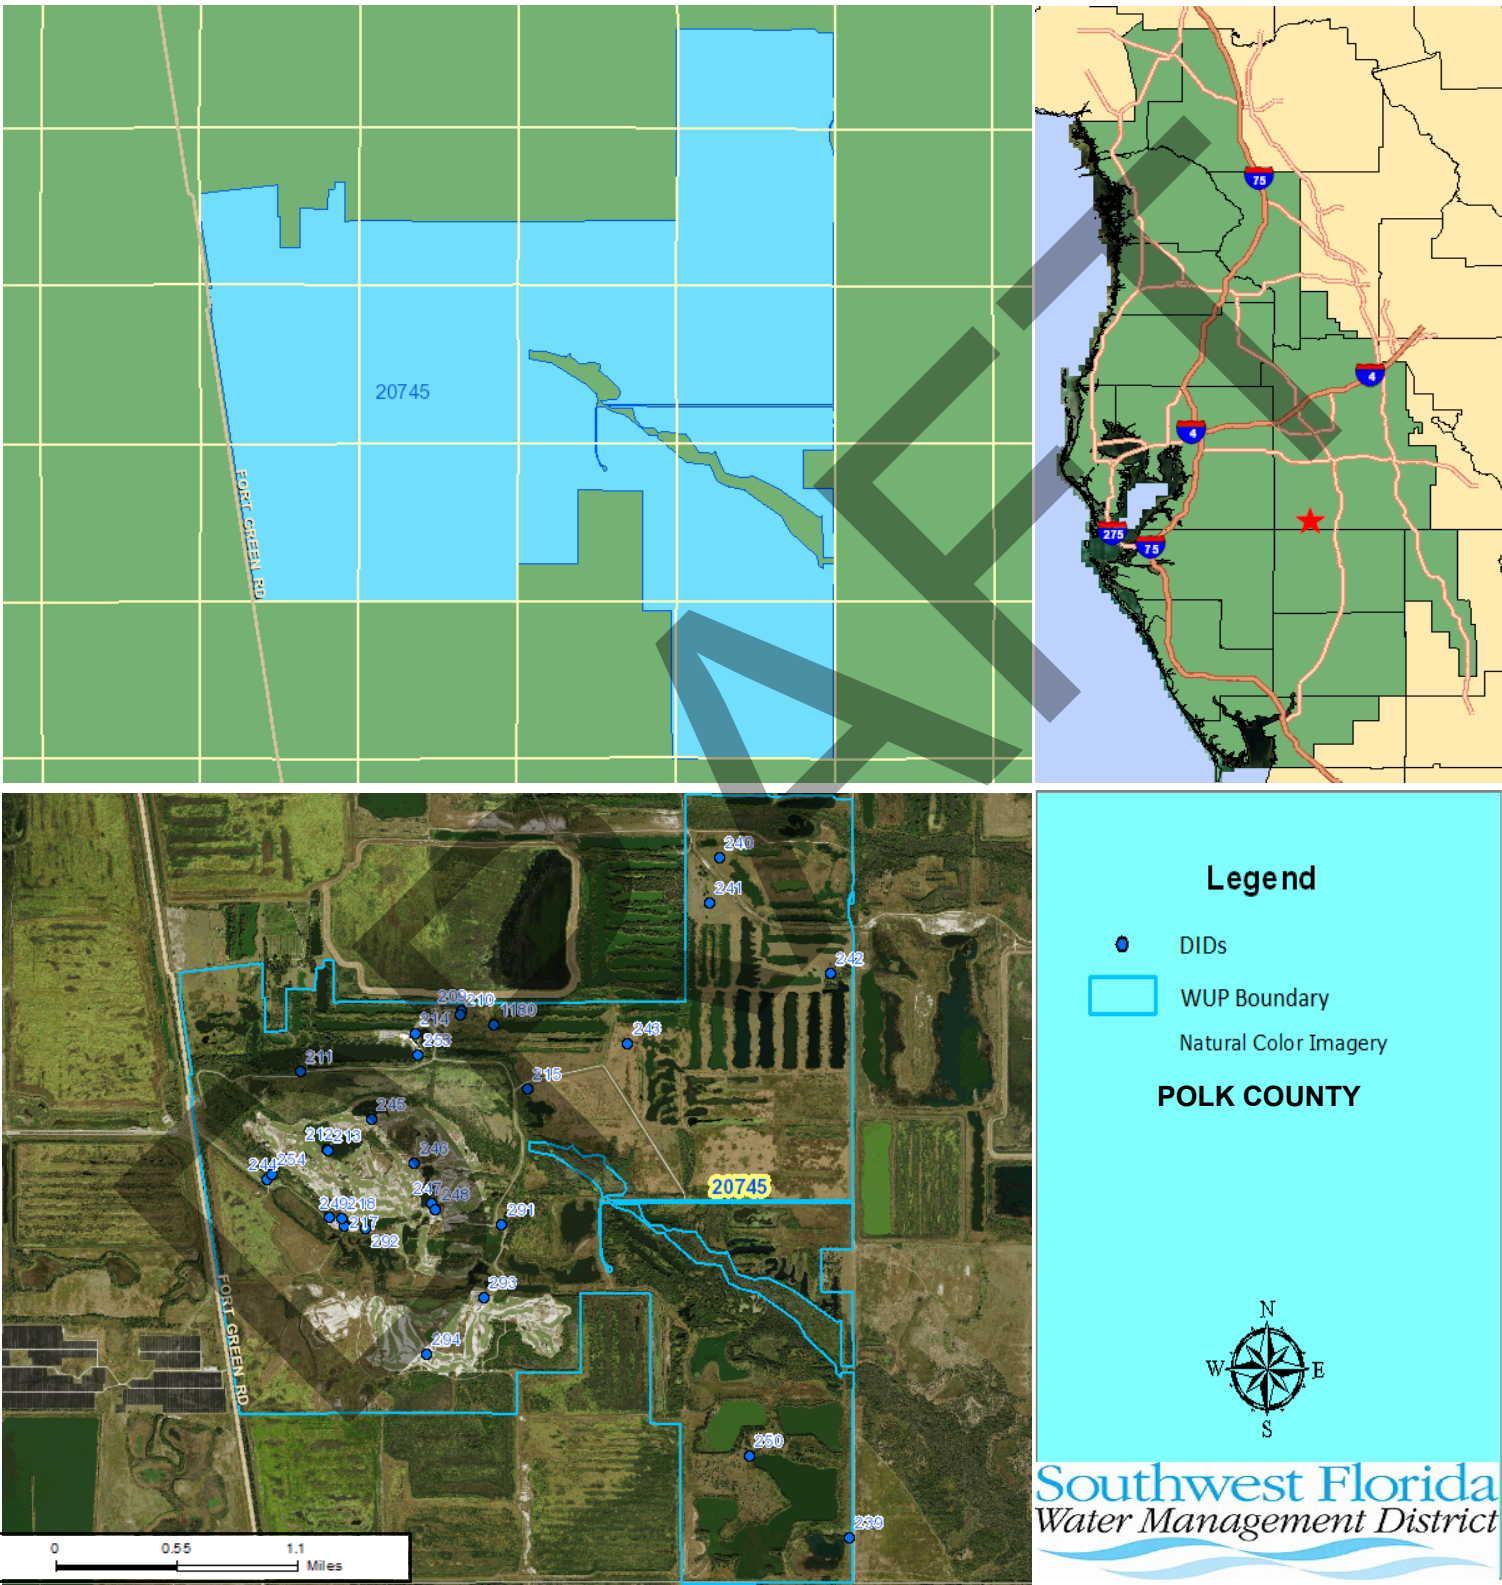 20745
FORT GREEN RD
75
4
4
275
75
DRAFT
240
241
242
209
210
1180
214
253
243
211
215
245
212
213
246
244
254
247
248
249
218
217
291
292
20745
293
294
FORT GREEN RD
250
239
0 0.55 1.1
Miles
Legend
DIDs
WUP Boundary
Natural Color Imagery
POLK COUNTY
N
W E
S
Southwest Florida
Water Management District